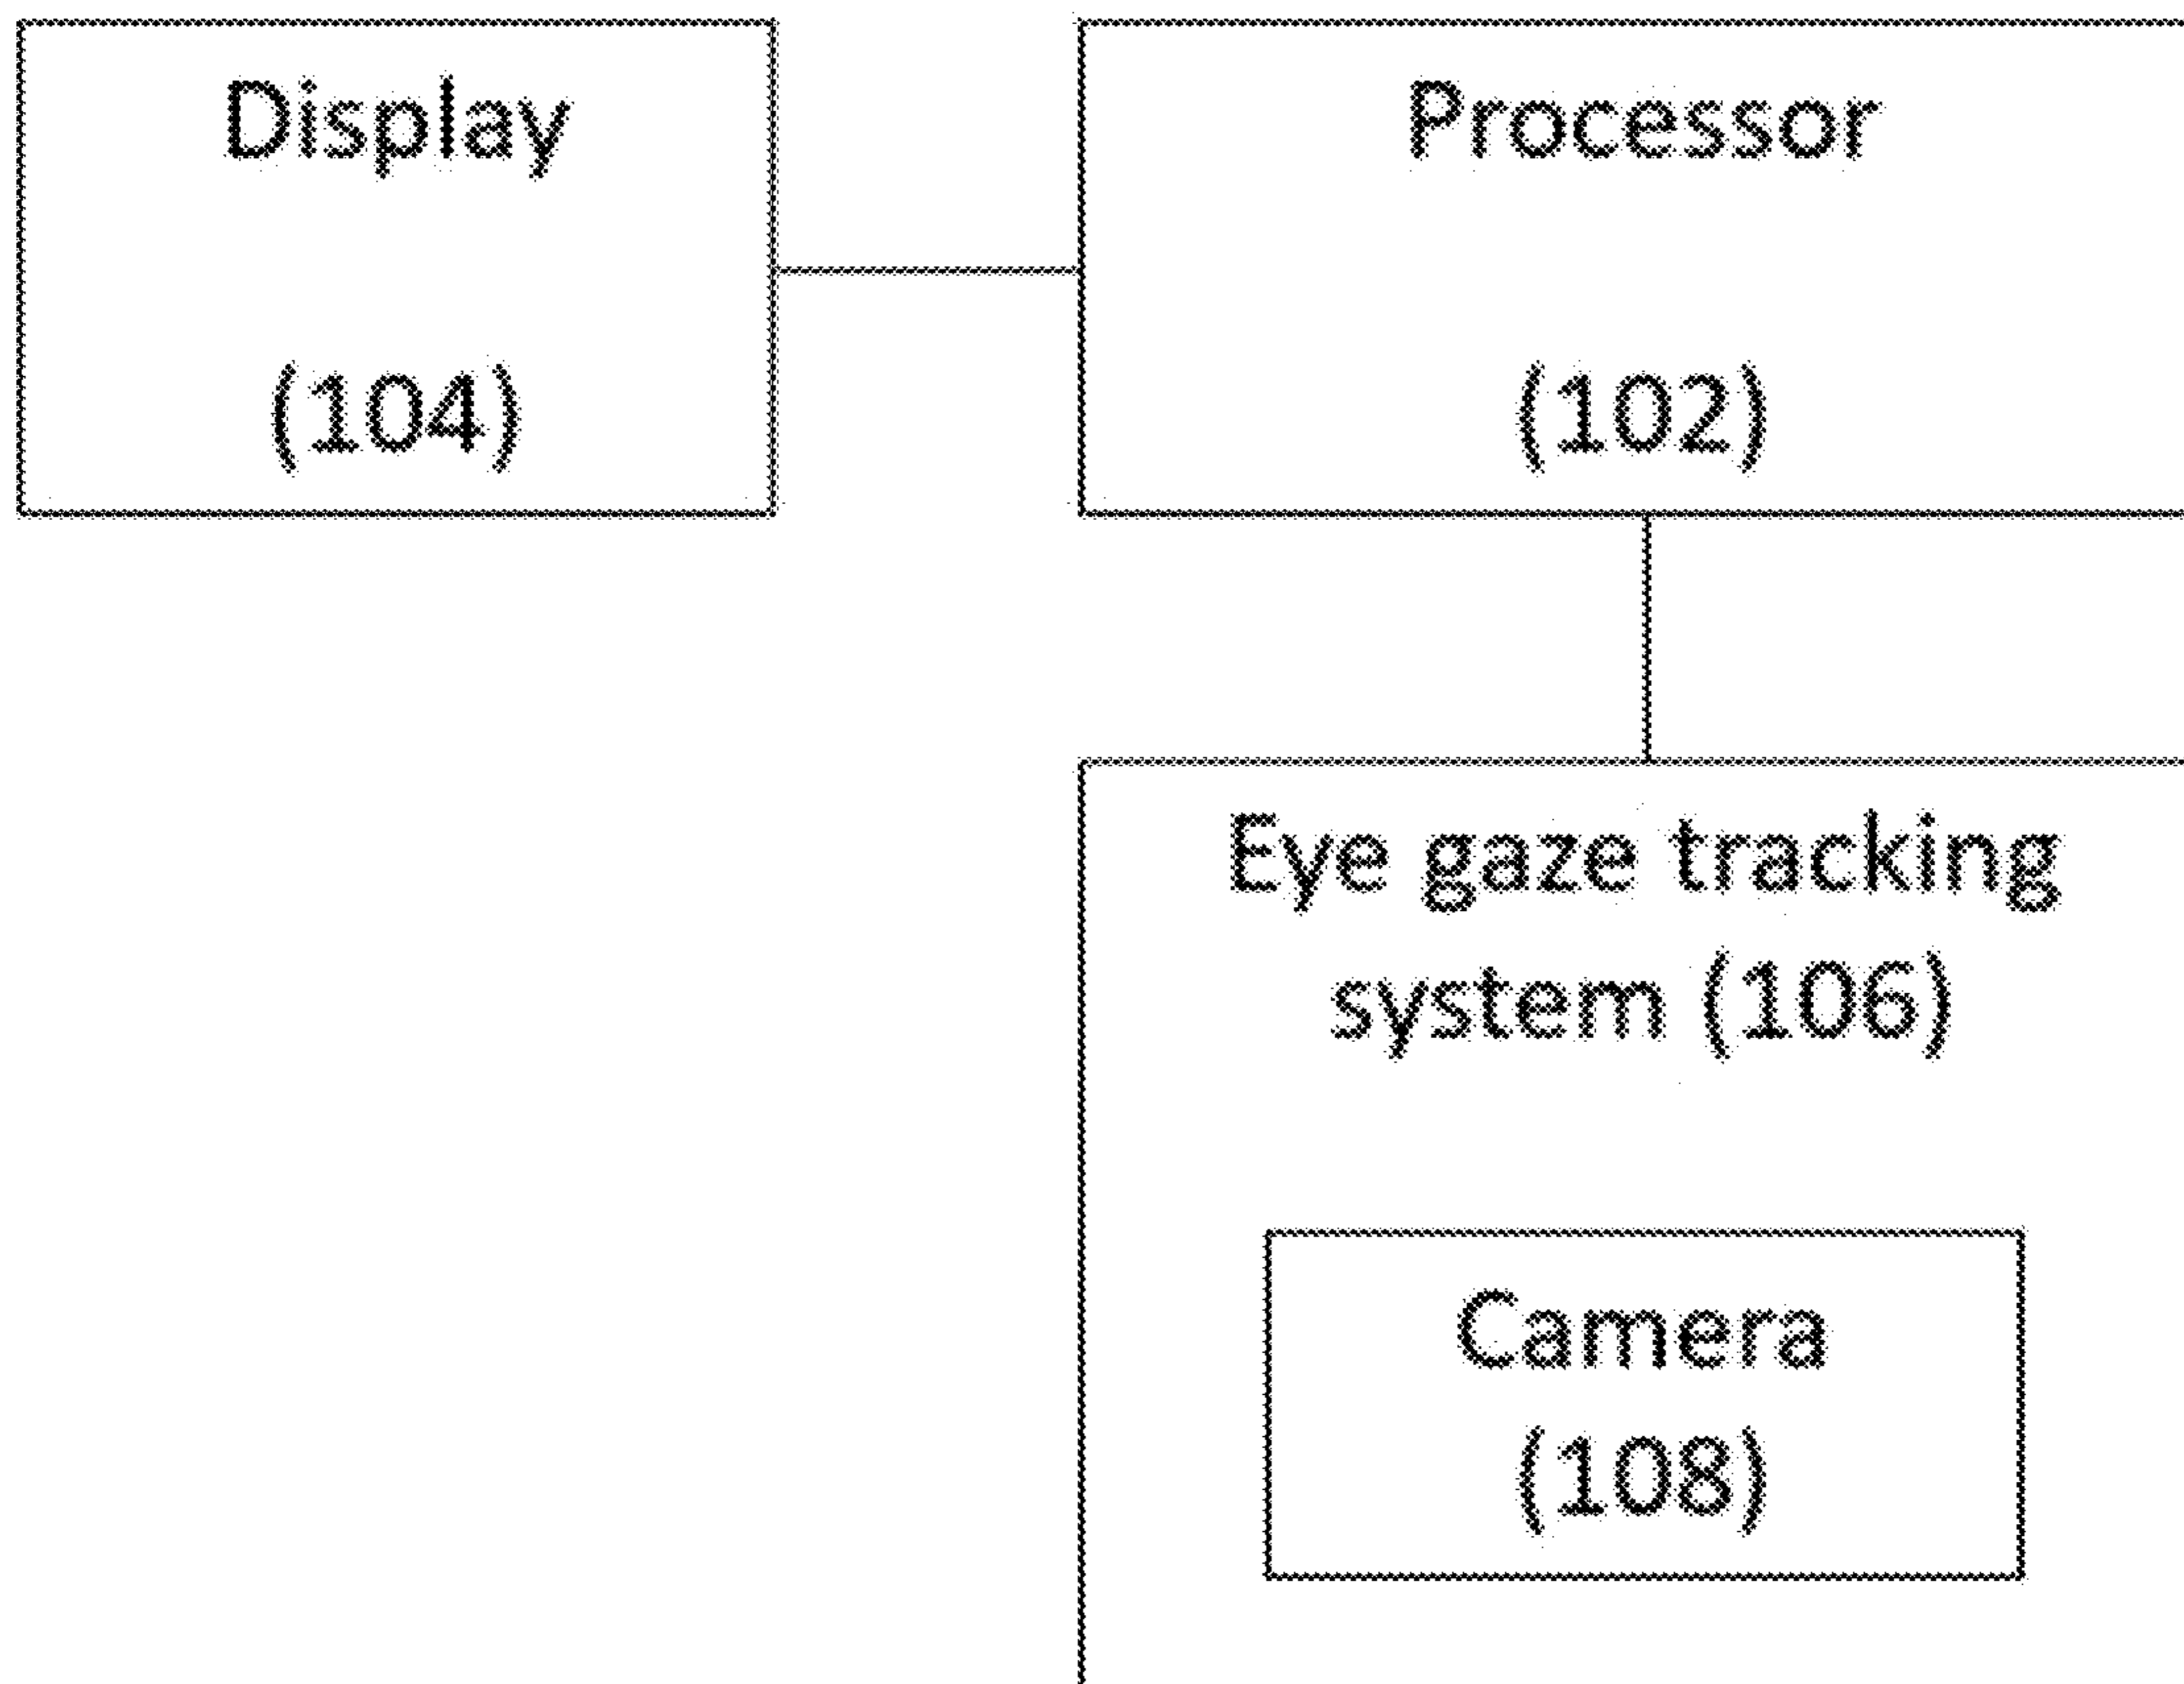 Display
(104)
Processor
(102)
Eye gaze tracking
system (106)
Camera
(108)